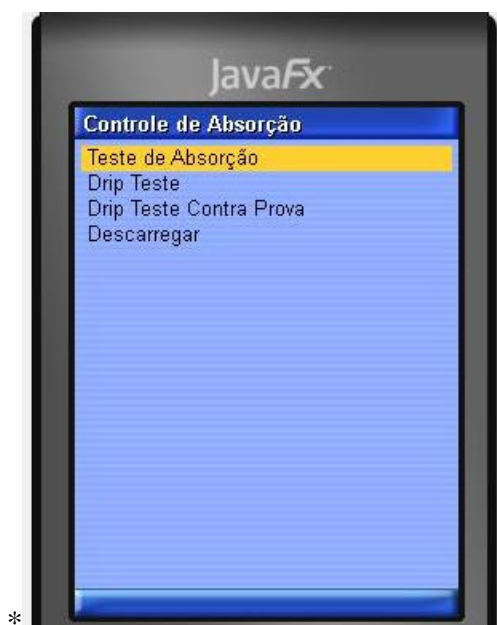 JavaFx
Controle de Absorção
Teste de Absorção
Drip Teste
Drip Teste Contra Prova
Descarregar
*